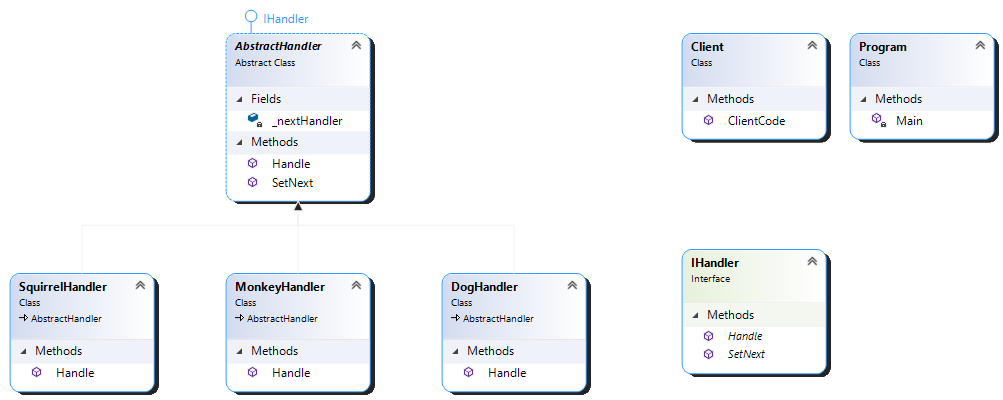 IHandler
AbstractHandler
Abstract Class
Fields
_nextHandler
Methods
Handle
SetNext
Client
Class
Methods
ClientCode
Program
Class
Methods
Main
SquirrelHandler
Class
AbstractHandler
Methods
Handle
MonkeyHandler
Class
AbstractHandler
Methods
Handle
DogHandler
Class
AbstractHandler
Methods
Handle
IHandler
Interface
Methods
Handle
SetNext